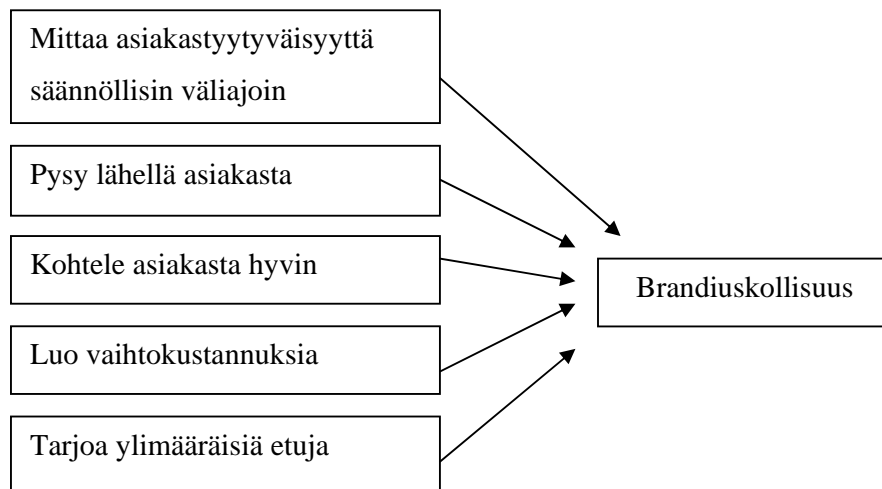 Mittaa asiakastyytyväisyyttä
säännöllisin väliajoin
Pysy lähellä asiakasta
Kohtele asiakasta hyvin
Brandiuskollisuus
Luo vaihtokustannuksia
Tarjoa ylimääräisiä etuja